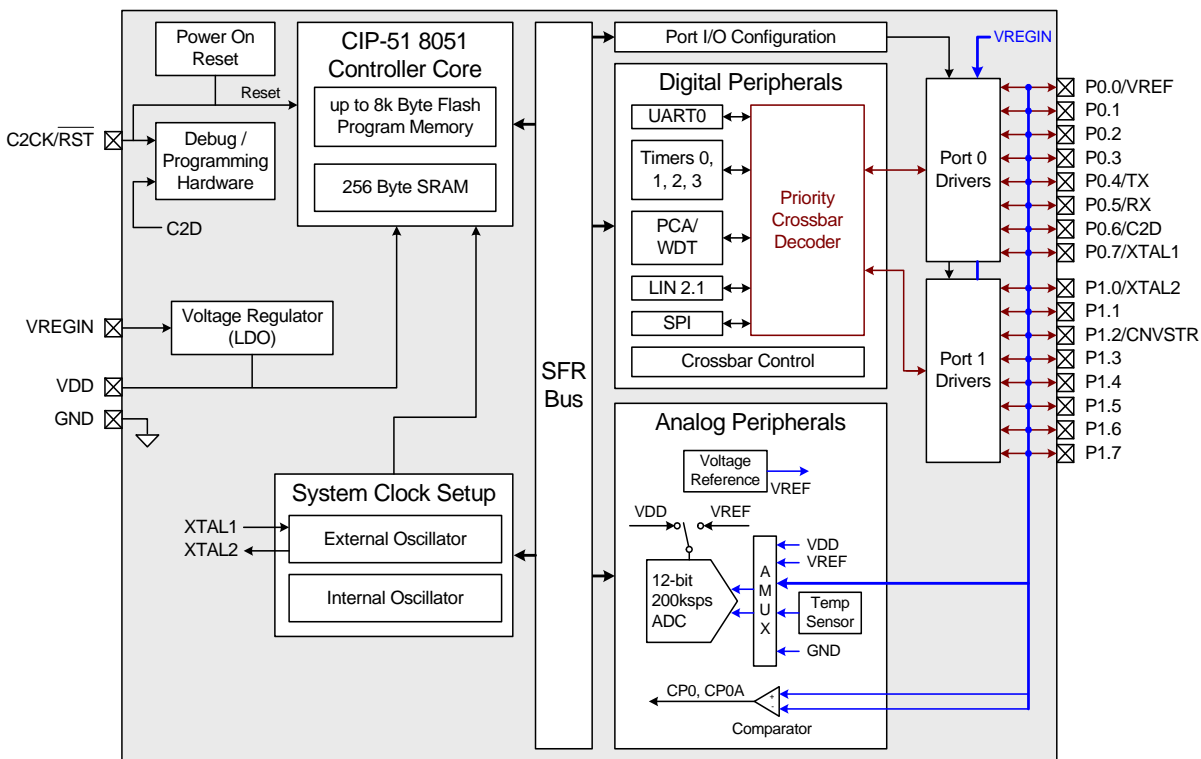 Power On
Reset
Reset
C2CK/RST
Debug /
Programming
Hardware
C2D
CIP-51 8051
Controller Core
up to 8k Byte Flash
Program Memory
256 Byte SRAM
VREGIN
Voltage Regulator
(LDO)
VDD
GND
System Clock Setup
XTAL1
XTAL2
External Oscillator
Internal Oscillator
SFR
Bus
Port I/O Configuration
Digital Peripherals
UART0
Timers 0,
1, 2, 3
PCA/
WDT
LIN 2.1
SPI
Priority
Crossbar
Decoder
Crossbar Control
Analog Peripherals
Voltage
Reference
VREF
VDD
VREF
12-bit
200ksps
ADC
A
M
U
X
VDD
VREF
Temp
Sensor
GND
CP0, CP0A
+
-
Comparator
VREGIN
Port 0
Drivers
Port 1
Drivers
P0.0/VREF
P0.1
P0.2
P0.3
P0.4/TX
P0.5/RX
P0.6/C2D
P0.7/XTAL1
P1.0/XTAL2
P1.1
P1.2/CNVSTR
P1.3
P1.4
P1.5
P1.6
P1.7